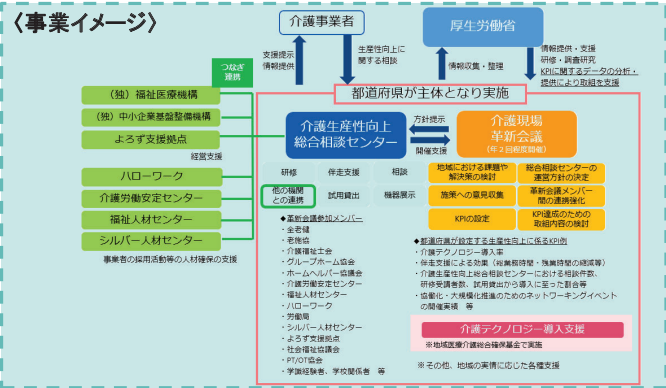 〈事業イメージ〉
介護事業者
厚生労働省
支援提示
情報提供
生産性向上に
関する相談
情報収集・整理
情報提供・支援
研修・調査研究
KPIに関するデータの分析・
提供により取組を支援
つなぎ
連携
都道府県が主体となり実施
（独）福祉医療機構
（独）中小企業基盤整備機構
よろず支援拠点
経営支援
ハローワーク
介護労働安定センター
福祉人材センター
シルバー人材センター
事業者の採用活動等の人材確保の支援
介護生産性向上
総合相談センター
方針提示
開催支援
介護現場
革新会議
（年２回程度開催）
研修
伴走支援
相談
他の機関
との連携
試用貸出
機器展示
地域における課題や
解決策の検討
総合相談センターの
運営方針の決定
施策への意見収集
革新会議メンバー
間の連携強化
KPIの設定
KPI達成のための
取組内容の検討
◆革新会議参加メンバー
・全老健
・老施協
・介護福祉士会
・グループホーム協会
・ホームヘルパー協議会
・介護労働安定センター
・福祉人材センター
・ハローワーク
・労働局
・シルバー人材センター
・よろず支援拠点
・社会福祉協議会
・PT/OT協会
・学識経験者、学校関係者　等
◆都道府県が設定する生産性向上に係るKPI例
・介護テクノロジー導入率
・伴走支援による効果（総業務時間・残業時間の縮減等）
・介護生産性向上総合相談センターにおける相談件数、
研修受講者数、試用貸出から導入に至った割合等
・協働化・大規模化推進のためのネットワーキングイベント
の開催実績　等
介護テクノロジー導入支援
※地域医療介護総合確保基金で実施
※その他、地域の実情に応じた各種支援